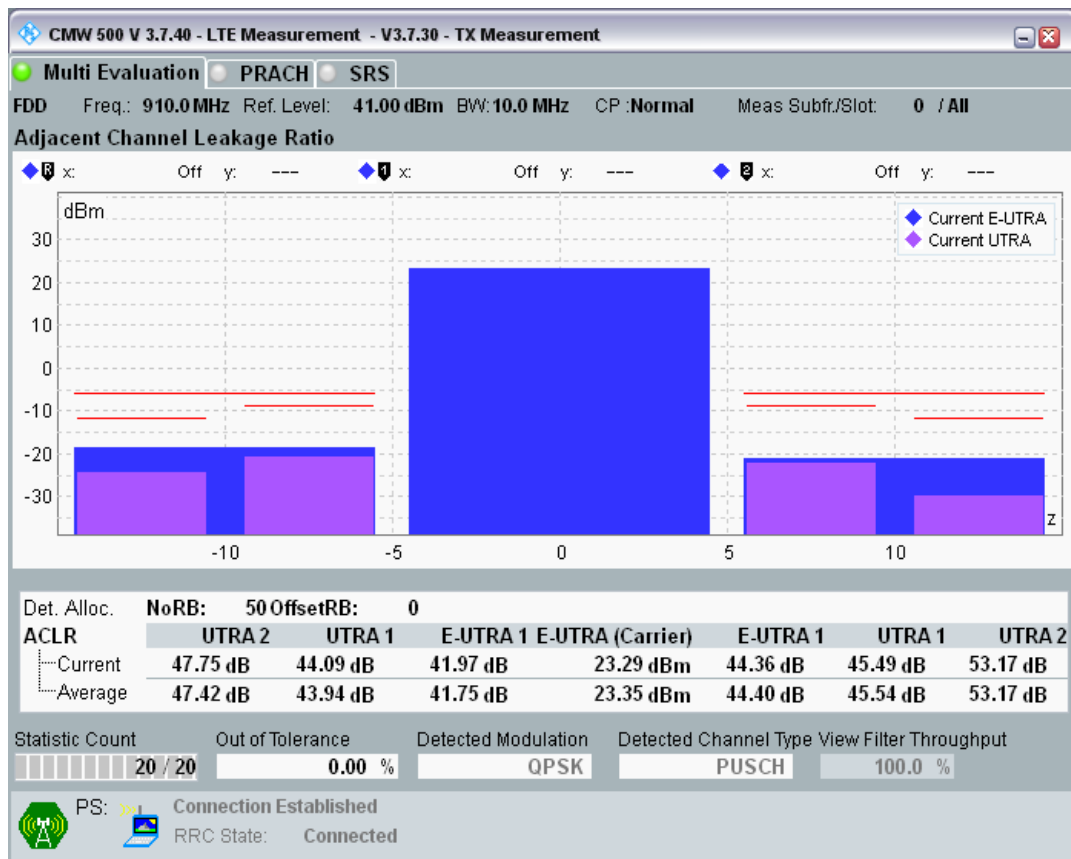 CMW 500 V 3.7.40 - LTE Measurement - V3.7.30 - TX Measurement
Multi Evaluation PRACH SRS
FDD Freq.: 910.0 MHz Ref. Level: 41.00 dBm BW: 10.0 MHz CP :Normal Meas Subfr./Slot: 0 / All
Adjacent Channel Leakage Ratio
R x: Off y: --- 1 x: Off y: --- 2 x: Off y: ---
dBm
Current E-UTRA
Current UTRA
30
20
10
0
-10
-20
-30
z
-10 -5 0 5 10
Det. Alloc. NoRB: 50 OffsetRB: 0
ACLR UTRA 2 UTRA 1 E-UTRA 1 E-UTRA (Carrier) E-UTRA 1 UTRA 1 UTRA 2
Current 47.75 dB 44.09 dB 41.97 dB 23.29 dBm 44.36 dB 45.49 dB 53.17 dB
Average 47.42 dB 43.94 dB 41.75 dB 23.35 dBm 44.40 dB 45.54 dB 53.17 dB
Statistic Count Out of Tolerance Detected Modulation Detected Channel Type View Filter Throughput
20 / 20 0.00 % QPSK PUSCH 100.0 %
PS: Connection Established
RRC State: Connected